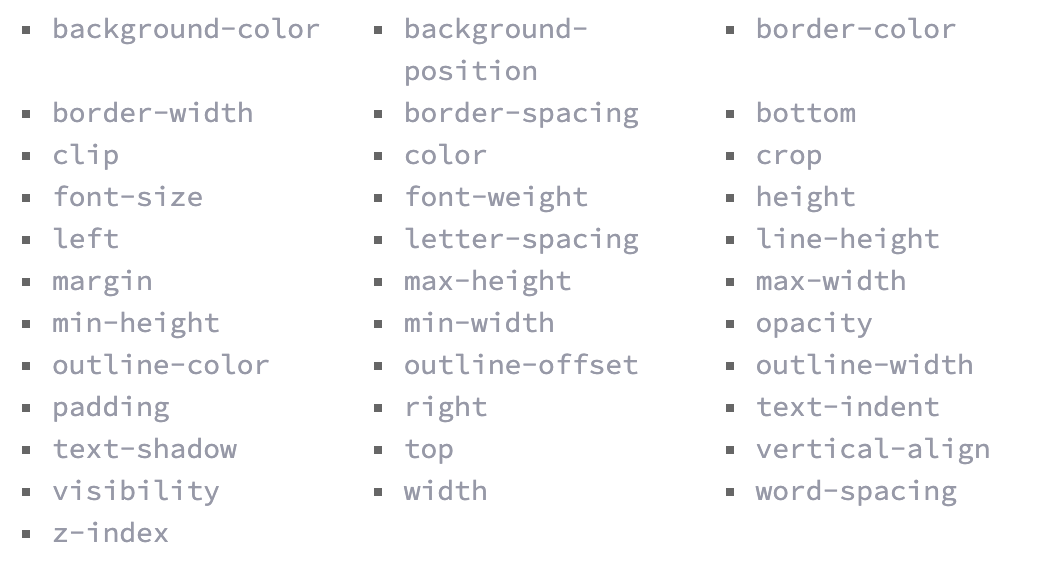 background-color
background-
position
border-color
border-width
border-spacing
bottom
clip
color
crop
font-size
font-weight
height
left
letter-spacing
line-height
margin
max-height
max-width
min-height
min-width
opacity
outline-color
outline-offset
outline-width
padding
right
text-indent
text-shadow
top
vertical-align
visibility
width
word-spacing
z-index